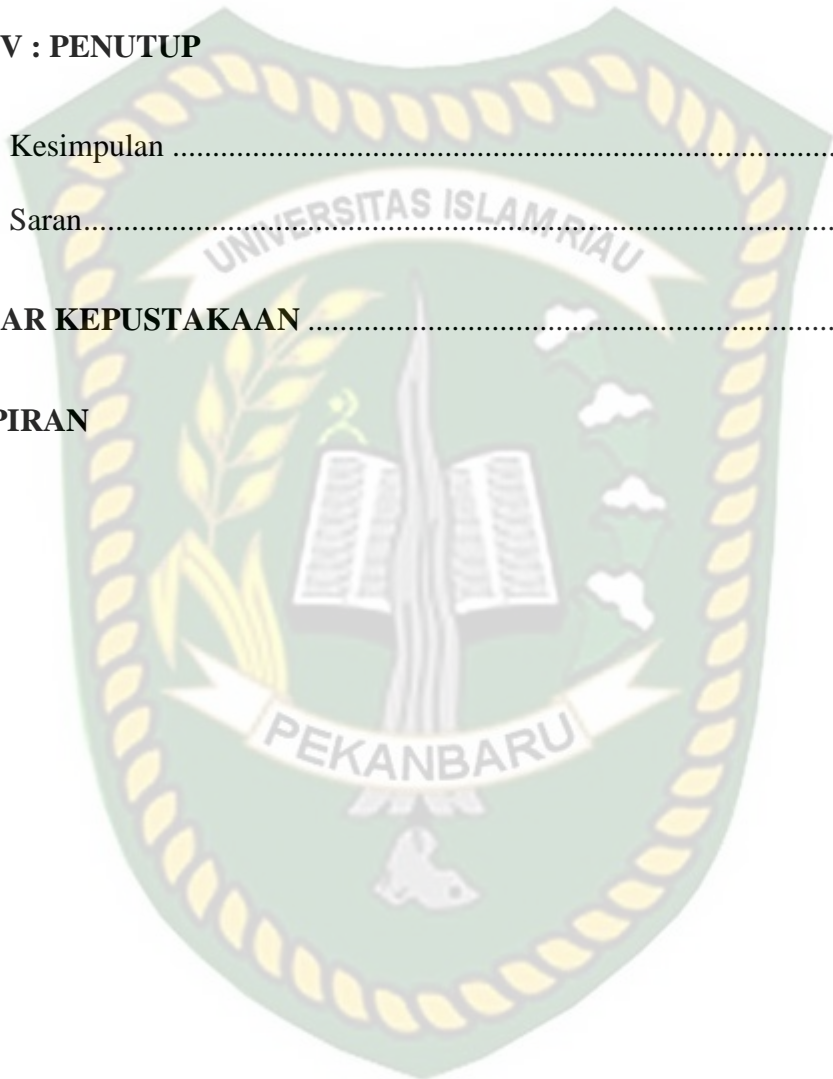 V : PENUTUP
Kesimpulan ....................................................................................
Saran................................................................................................
UNIVERSITAS ISLAM RIAU
AR KEPUSTAKAAN ...................................................................
PIRAN
PEKANBARU